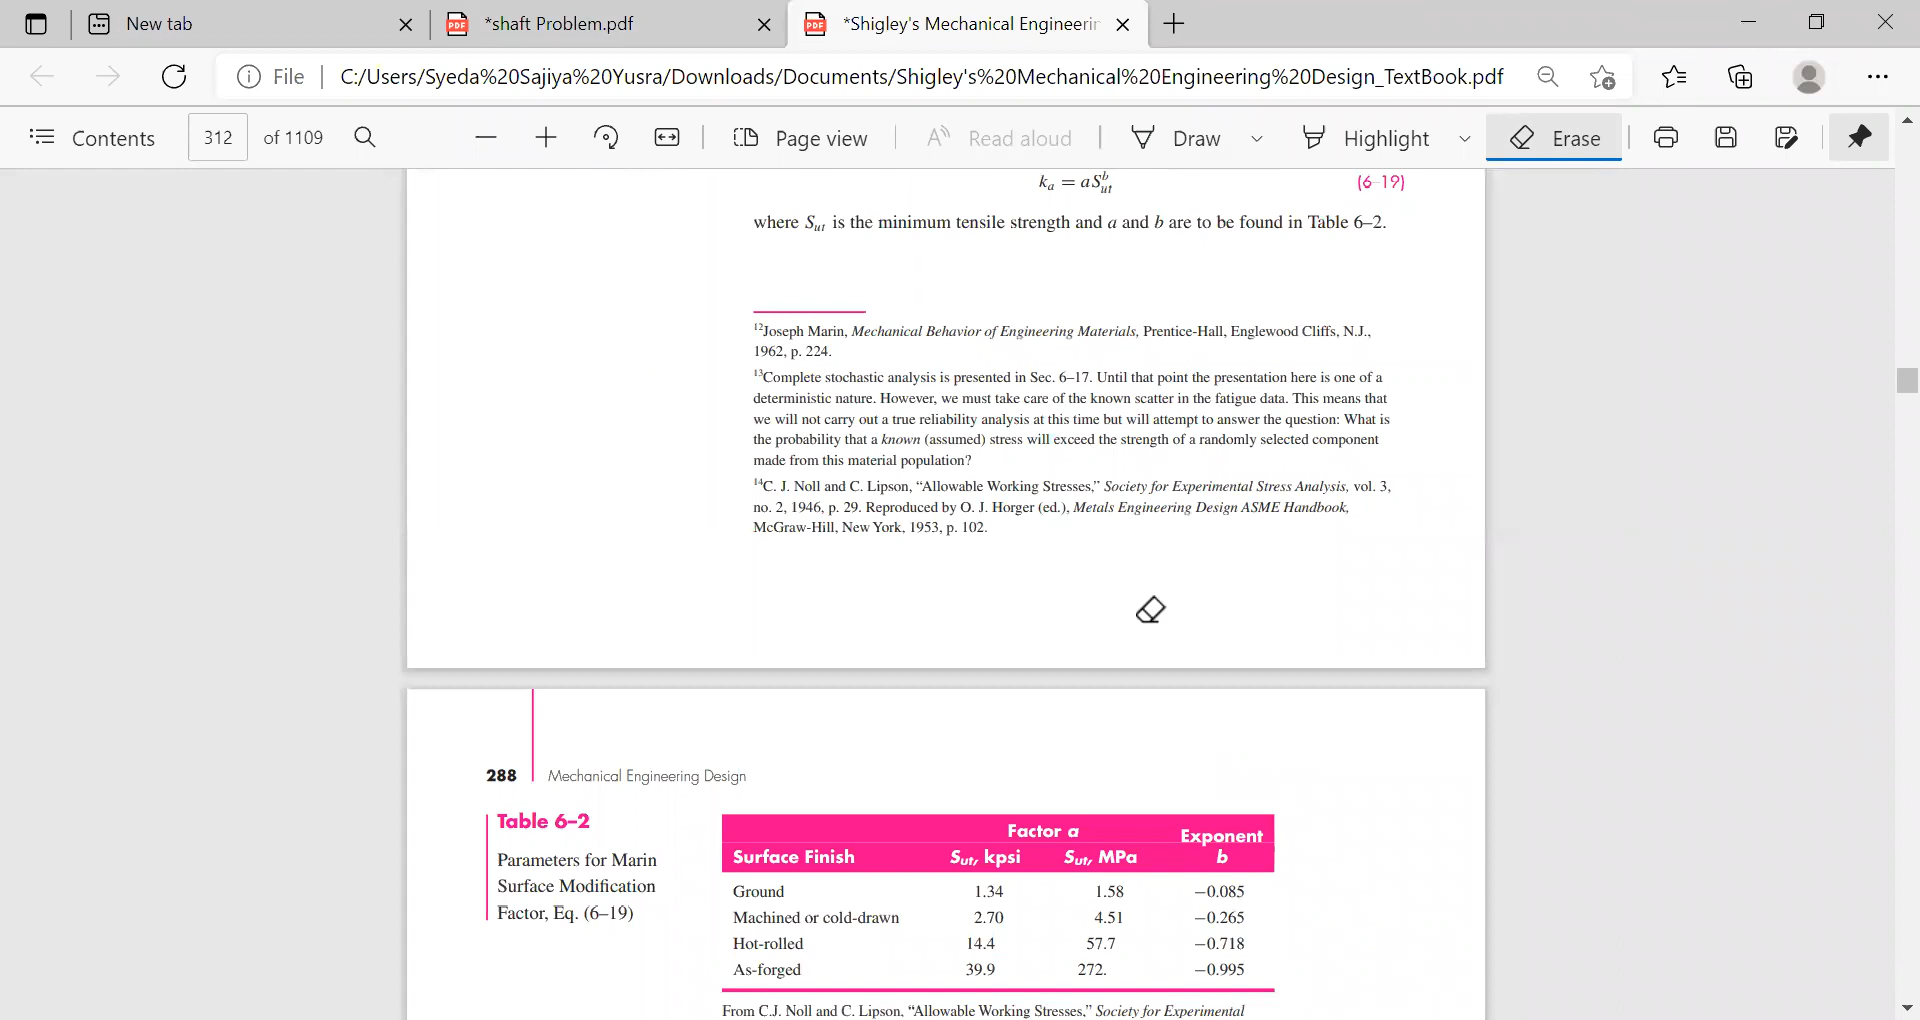 New tab
*shaft Problem.pdf
*Shigley's Mechanical Engineerin
File
C:/Users/Syeda%20Sajiya%20Yusra/Downloads/Documents/Shigley's%20Mechanical%20Engineering%20Design_TextBook.pdf
Contents
312
of 1109
Page view
Read aloud
Draw
Highlight
Erase
kₐ = aSᵇᵤₜ (6–19)
where Sᵤₜ is the minimum tensile strength and a and b are to be found in Table 6–2.
¹²Joseph Marin, Mechanical Behavior of Engineering Materials, Prentice-Hall, Englewood Cliffs, N.J.,
1962, p. 224.
¹³Complete stochastic analysis is presented in Sec. 6–17. Until that point the presentation here is one of a
deterministic nature. However, we must take care of the known scatter in the fatigue data. This means that
we will not carry out a true reliability analysis at this time but will attempt to answer the question: What is
the probability that a known (assumed) stress will exceed the strength of a randomly selected component
made from this material population?
¹⁴C. J. Noll and C. Lipson, “Allowable Working Stresses,” Society for Experimental Stress Analysis, vol. 3,
no. 2, 1946, p. 29. Reproduced by O. J. Horger (ed.), Metals Engineering Design ASME Handbook,
McGraw-Hill, New York, 1953, p. 102.
288 Mechanical Engineering Design
Table 6–2
Parameters for Marin
Surface Modification
Factor, Eq. (6–19)
Factor a Exponent
Surface Finish Sᵤₜ, kpsi Sᵤₜ, MPa b
Ground 1.34 1.58 −0.085
Machined or cold-drawn 2.70 4.51 −0.265
Hot-rolled 14.4 57.7 −0.718
As-forged 39.9 272. −0.995
From C.J. Noll and C. Lipson, “Allowable Working Stresses,” Society for Experimental